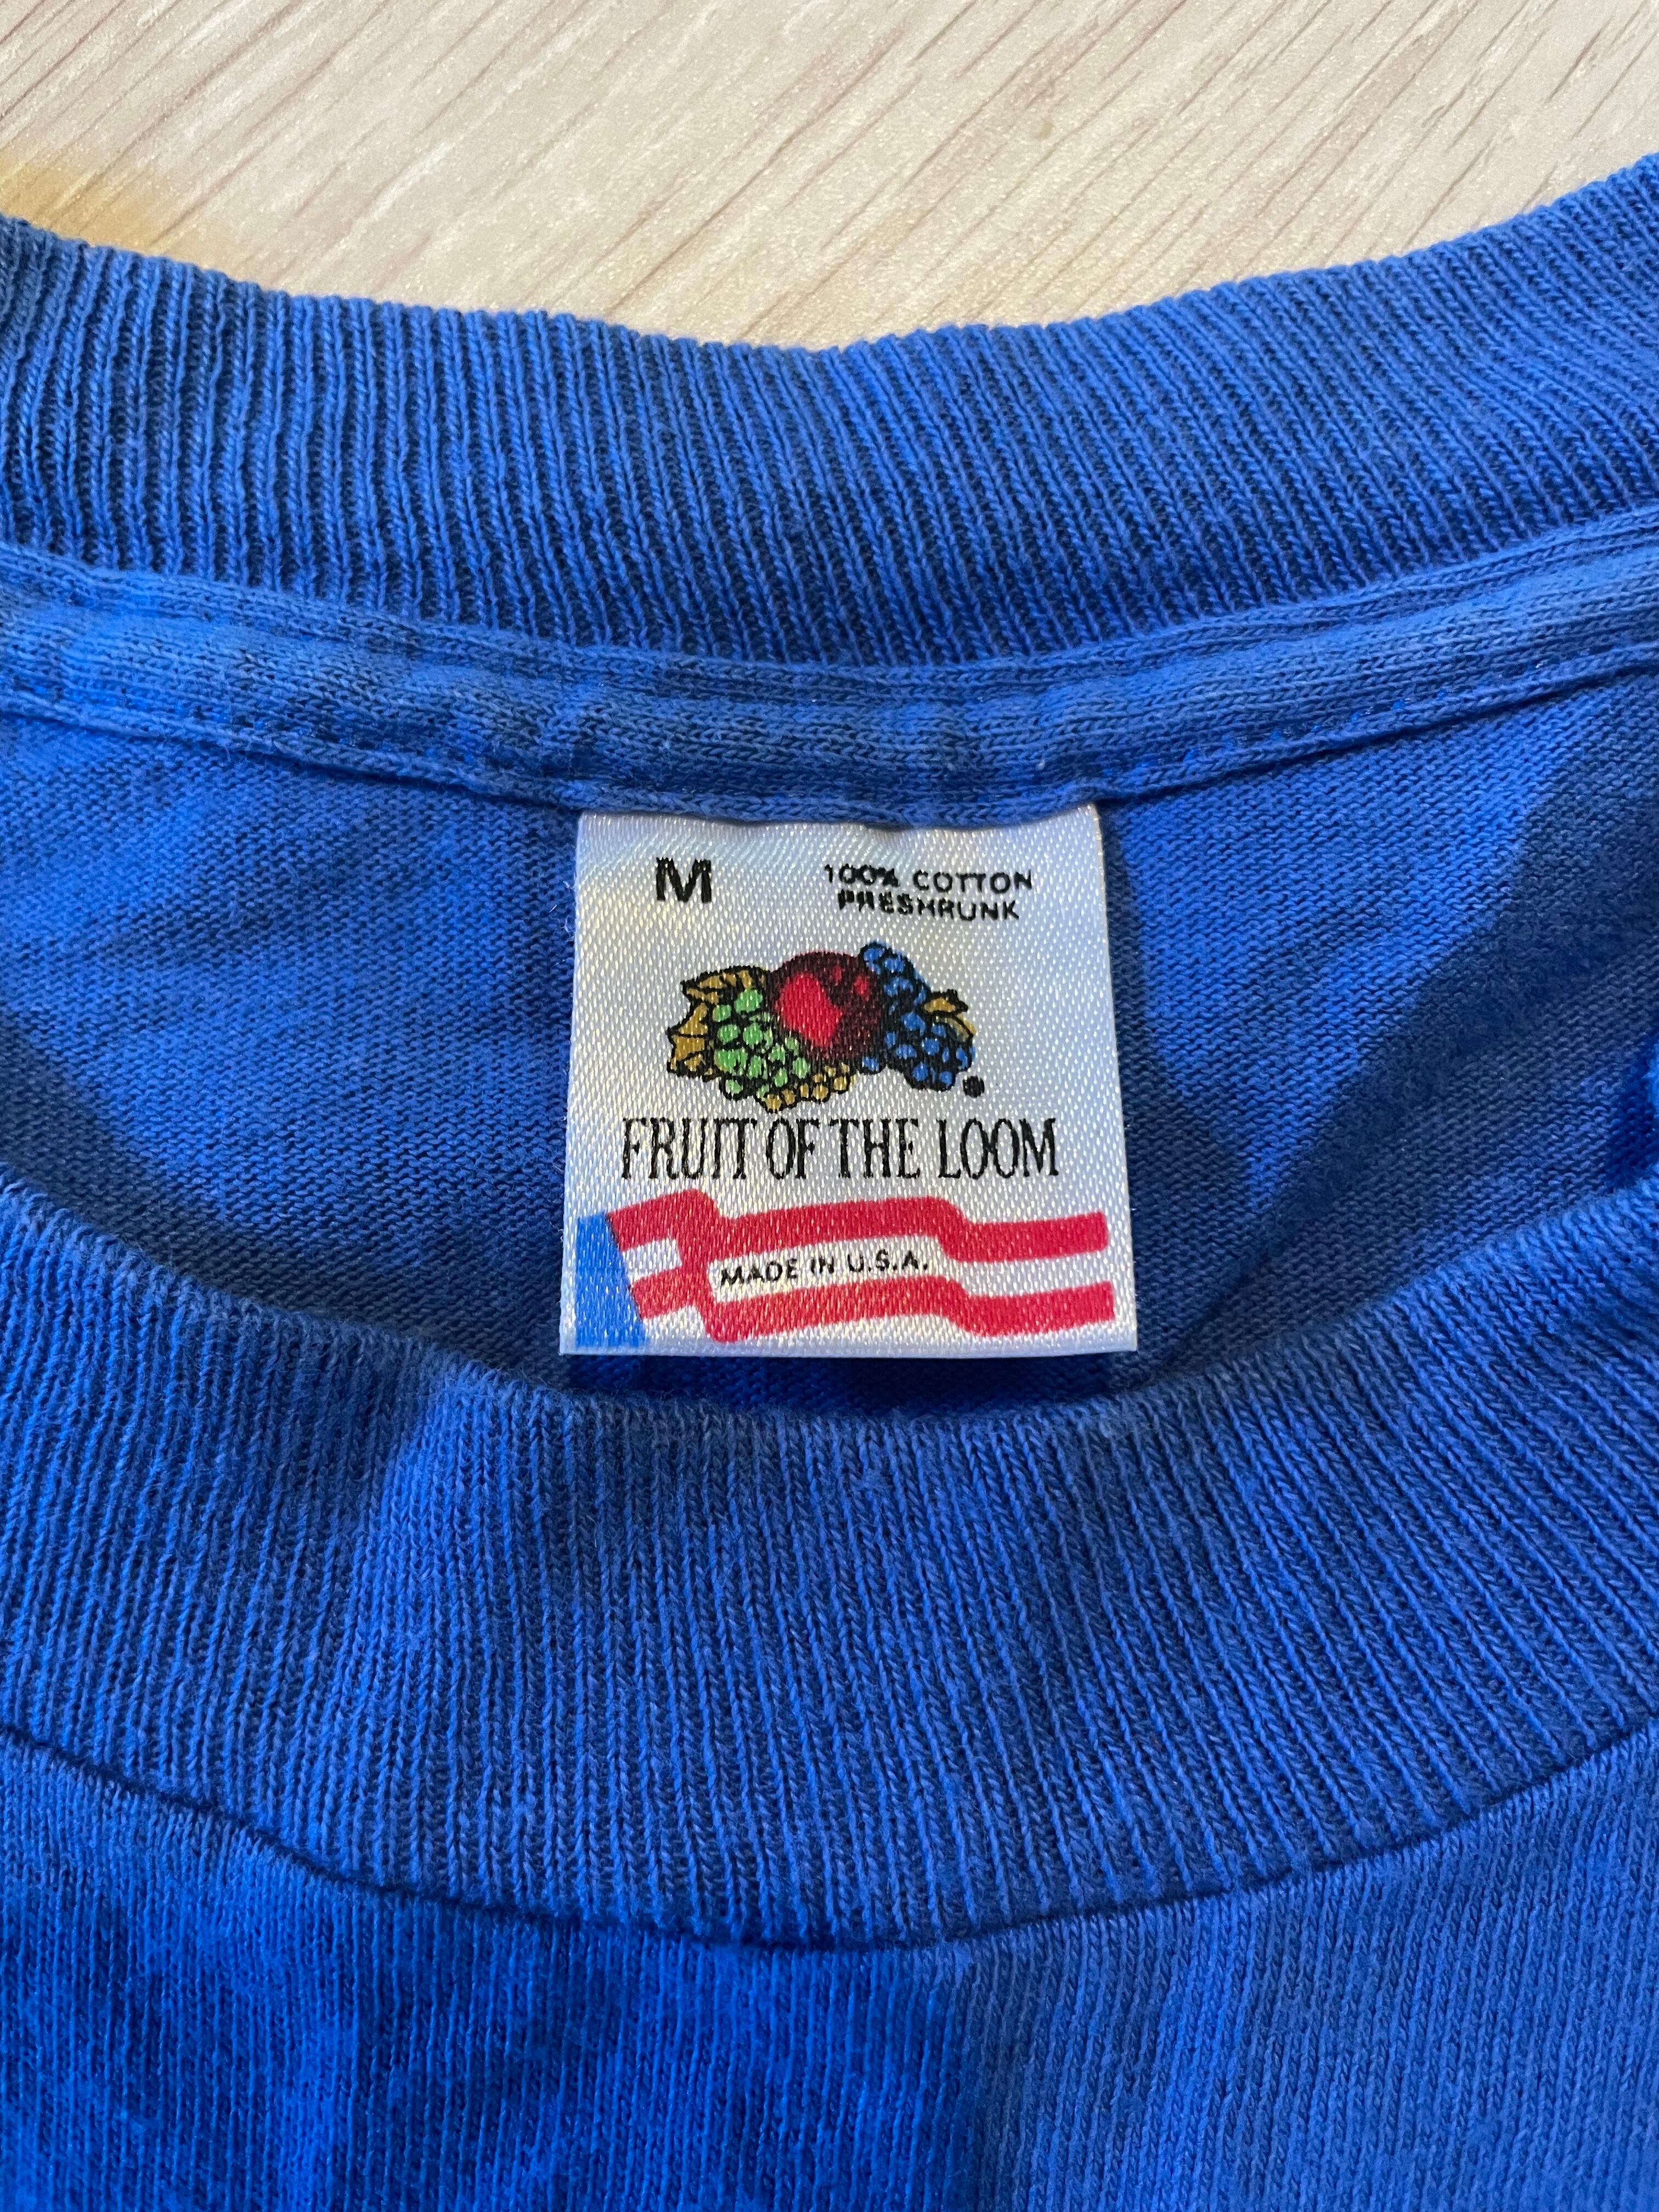 M
100% COTTON
PRESHRUNK
FRUIT OF THE LOOM
MADE IN U.S.A.